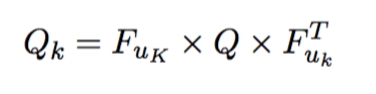 Q_k = F_{u_K} × Q × F_{u_k}^T